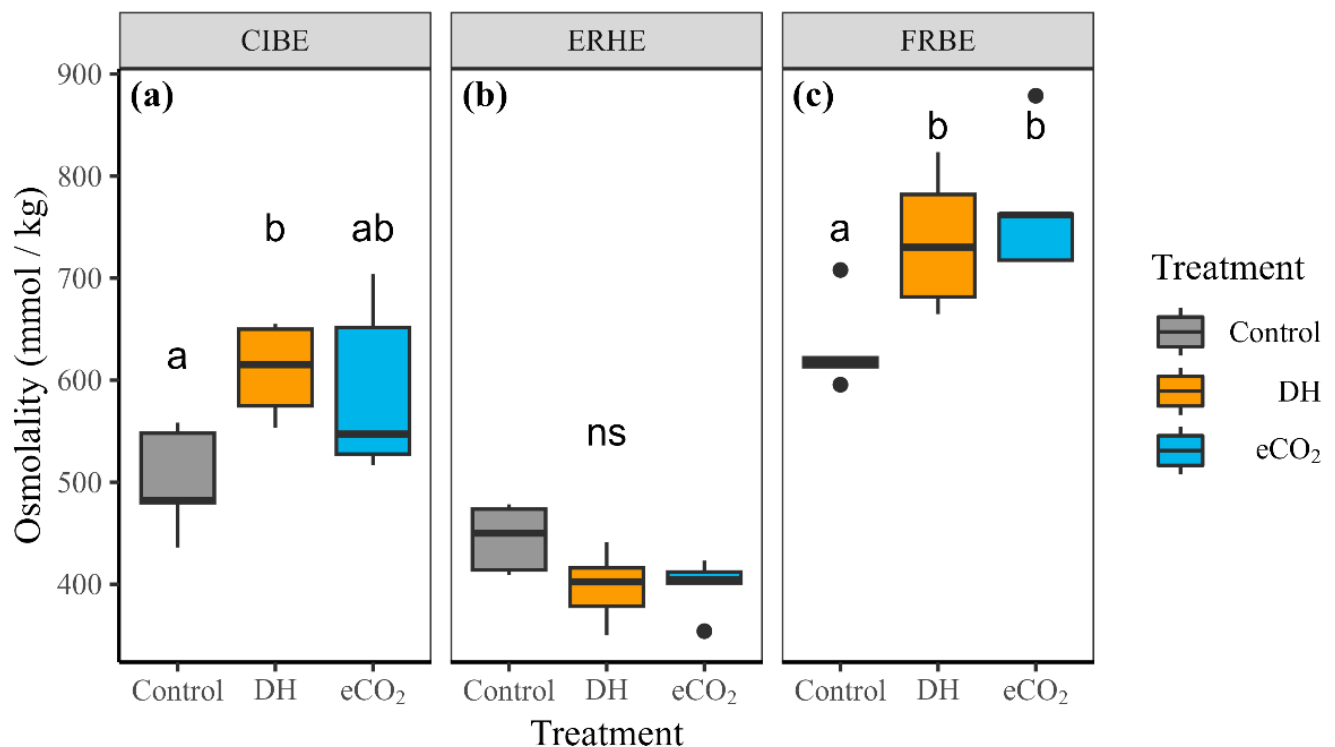 CIBE ERHE FRBE
(a) (b) (c)
900
800
700
600
500
400
Osmolality (mmol / kg)
a b ab
ns
a b b
Control DH eCO₂ Control DH eCO₂ Control DH eCO₂
Treatment
Treatment
Control
DH
eCO₂